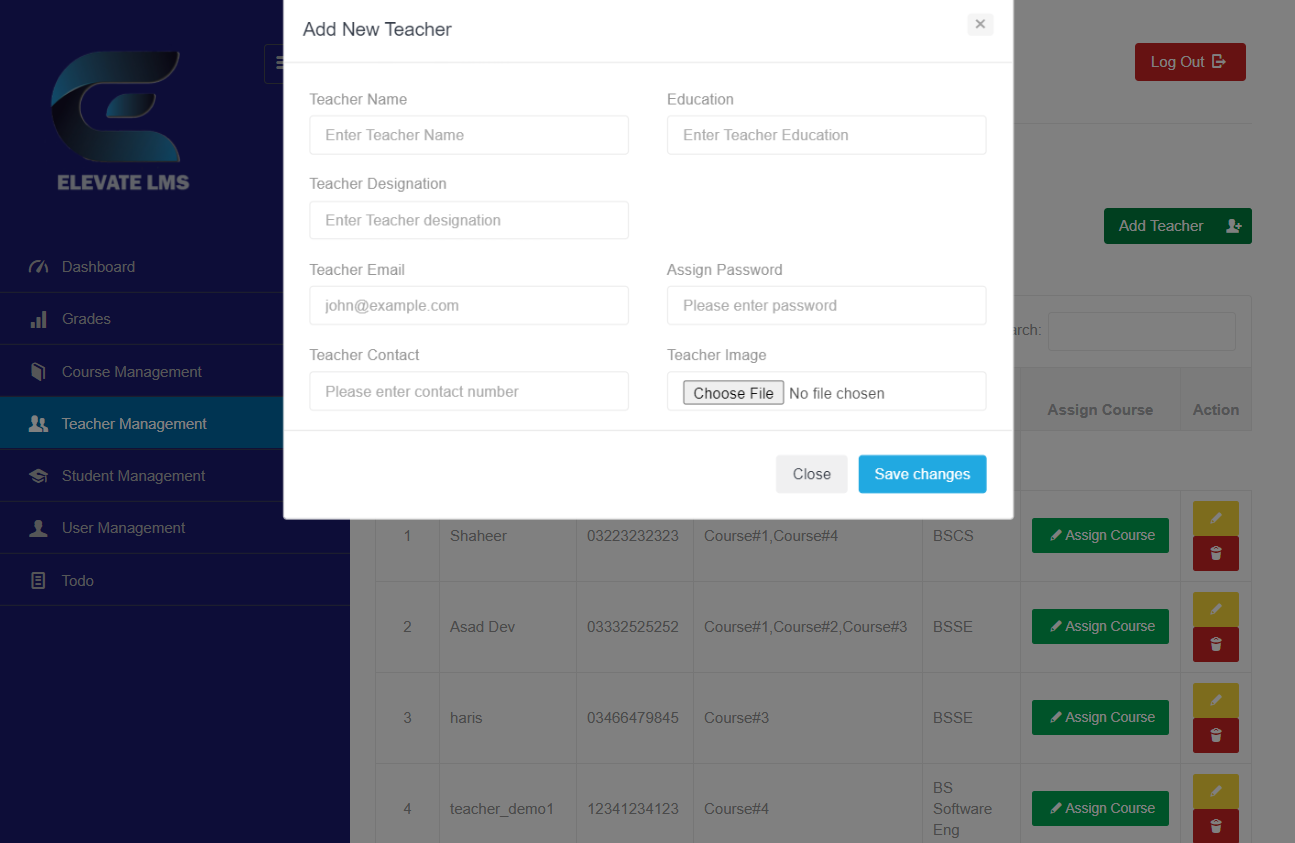 Add New Teacher
×
Log Out
ELEVATE LMS
Teacher Name
Education
Enter Teacher Name
Enter Teacher Education
Teacher Designation
Enter Teacher designation
Add Teacher
Teacher Email
Assign Password
john@example.com
Please enter password
Teacher Contact
Teacher Image
Please enter contact number
Choose File No file chosen
Close
Save changes
Dashboard
Grades
Course Management
Teacher Management
Student Management
User Management
Todo
arch:
Assign Course Action
1 Shaheer 03223232323 Course#1,Course#4 BSCS Assign Course
2 Asad Dev 03332525252 Course#1,Course#2,Course#3 BSSE Assign Course
3 haris 03466479845 Course#3 BSSE Assign Course
4 teacher_demo1 12341234123 Course#4 BS Software Eng Assign Course